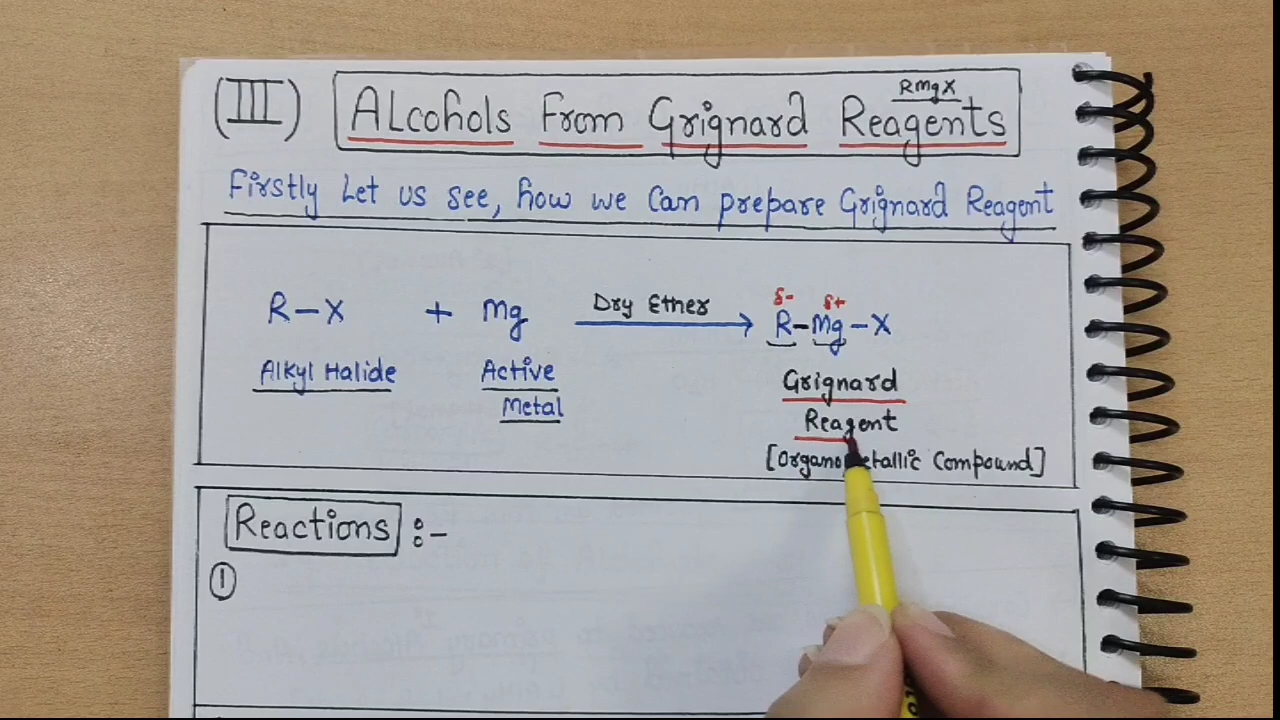 (III) Alcohols From Grignard Reagents
RMgX
Firstly Let us see, how we can prepare Grignard Reagent
R-X + Mg Dry Ether → R-Mg-X
δ- δ+
Alkyl Halide
Active
Metal
Grignard
Reagent
[Organometallic Compound]
Reactions :-
①